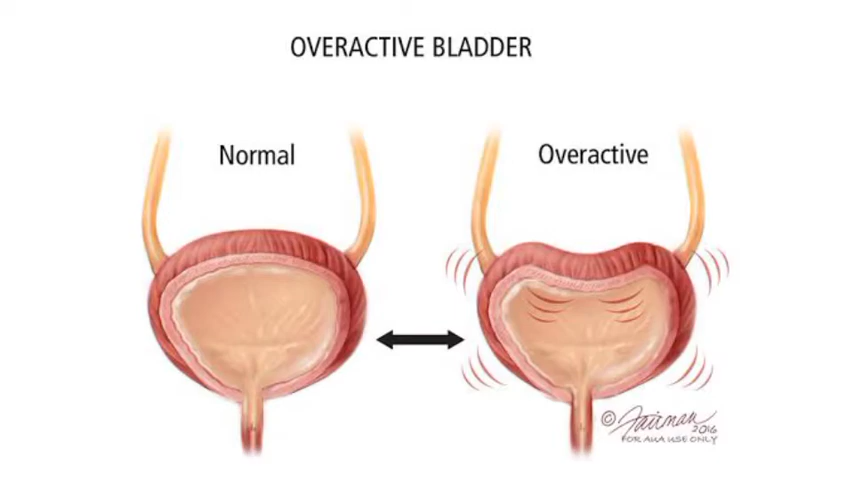 OVERACTIVE BLADDER
Normal
Overactive
© Fairman
2016
FOR AUA USE ONLY